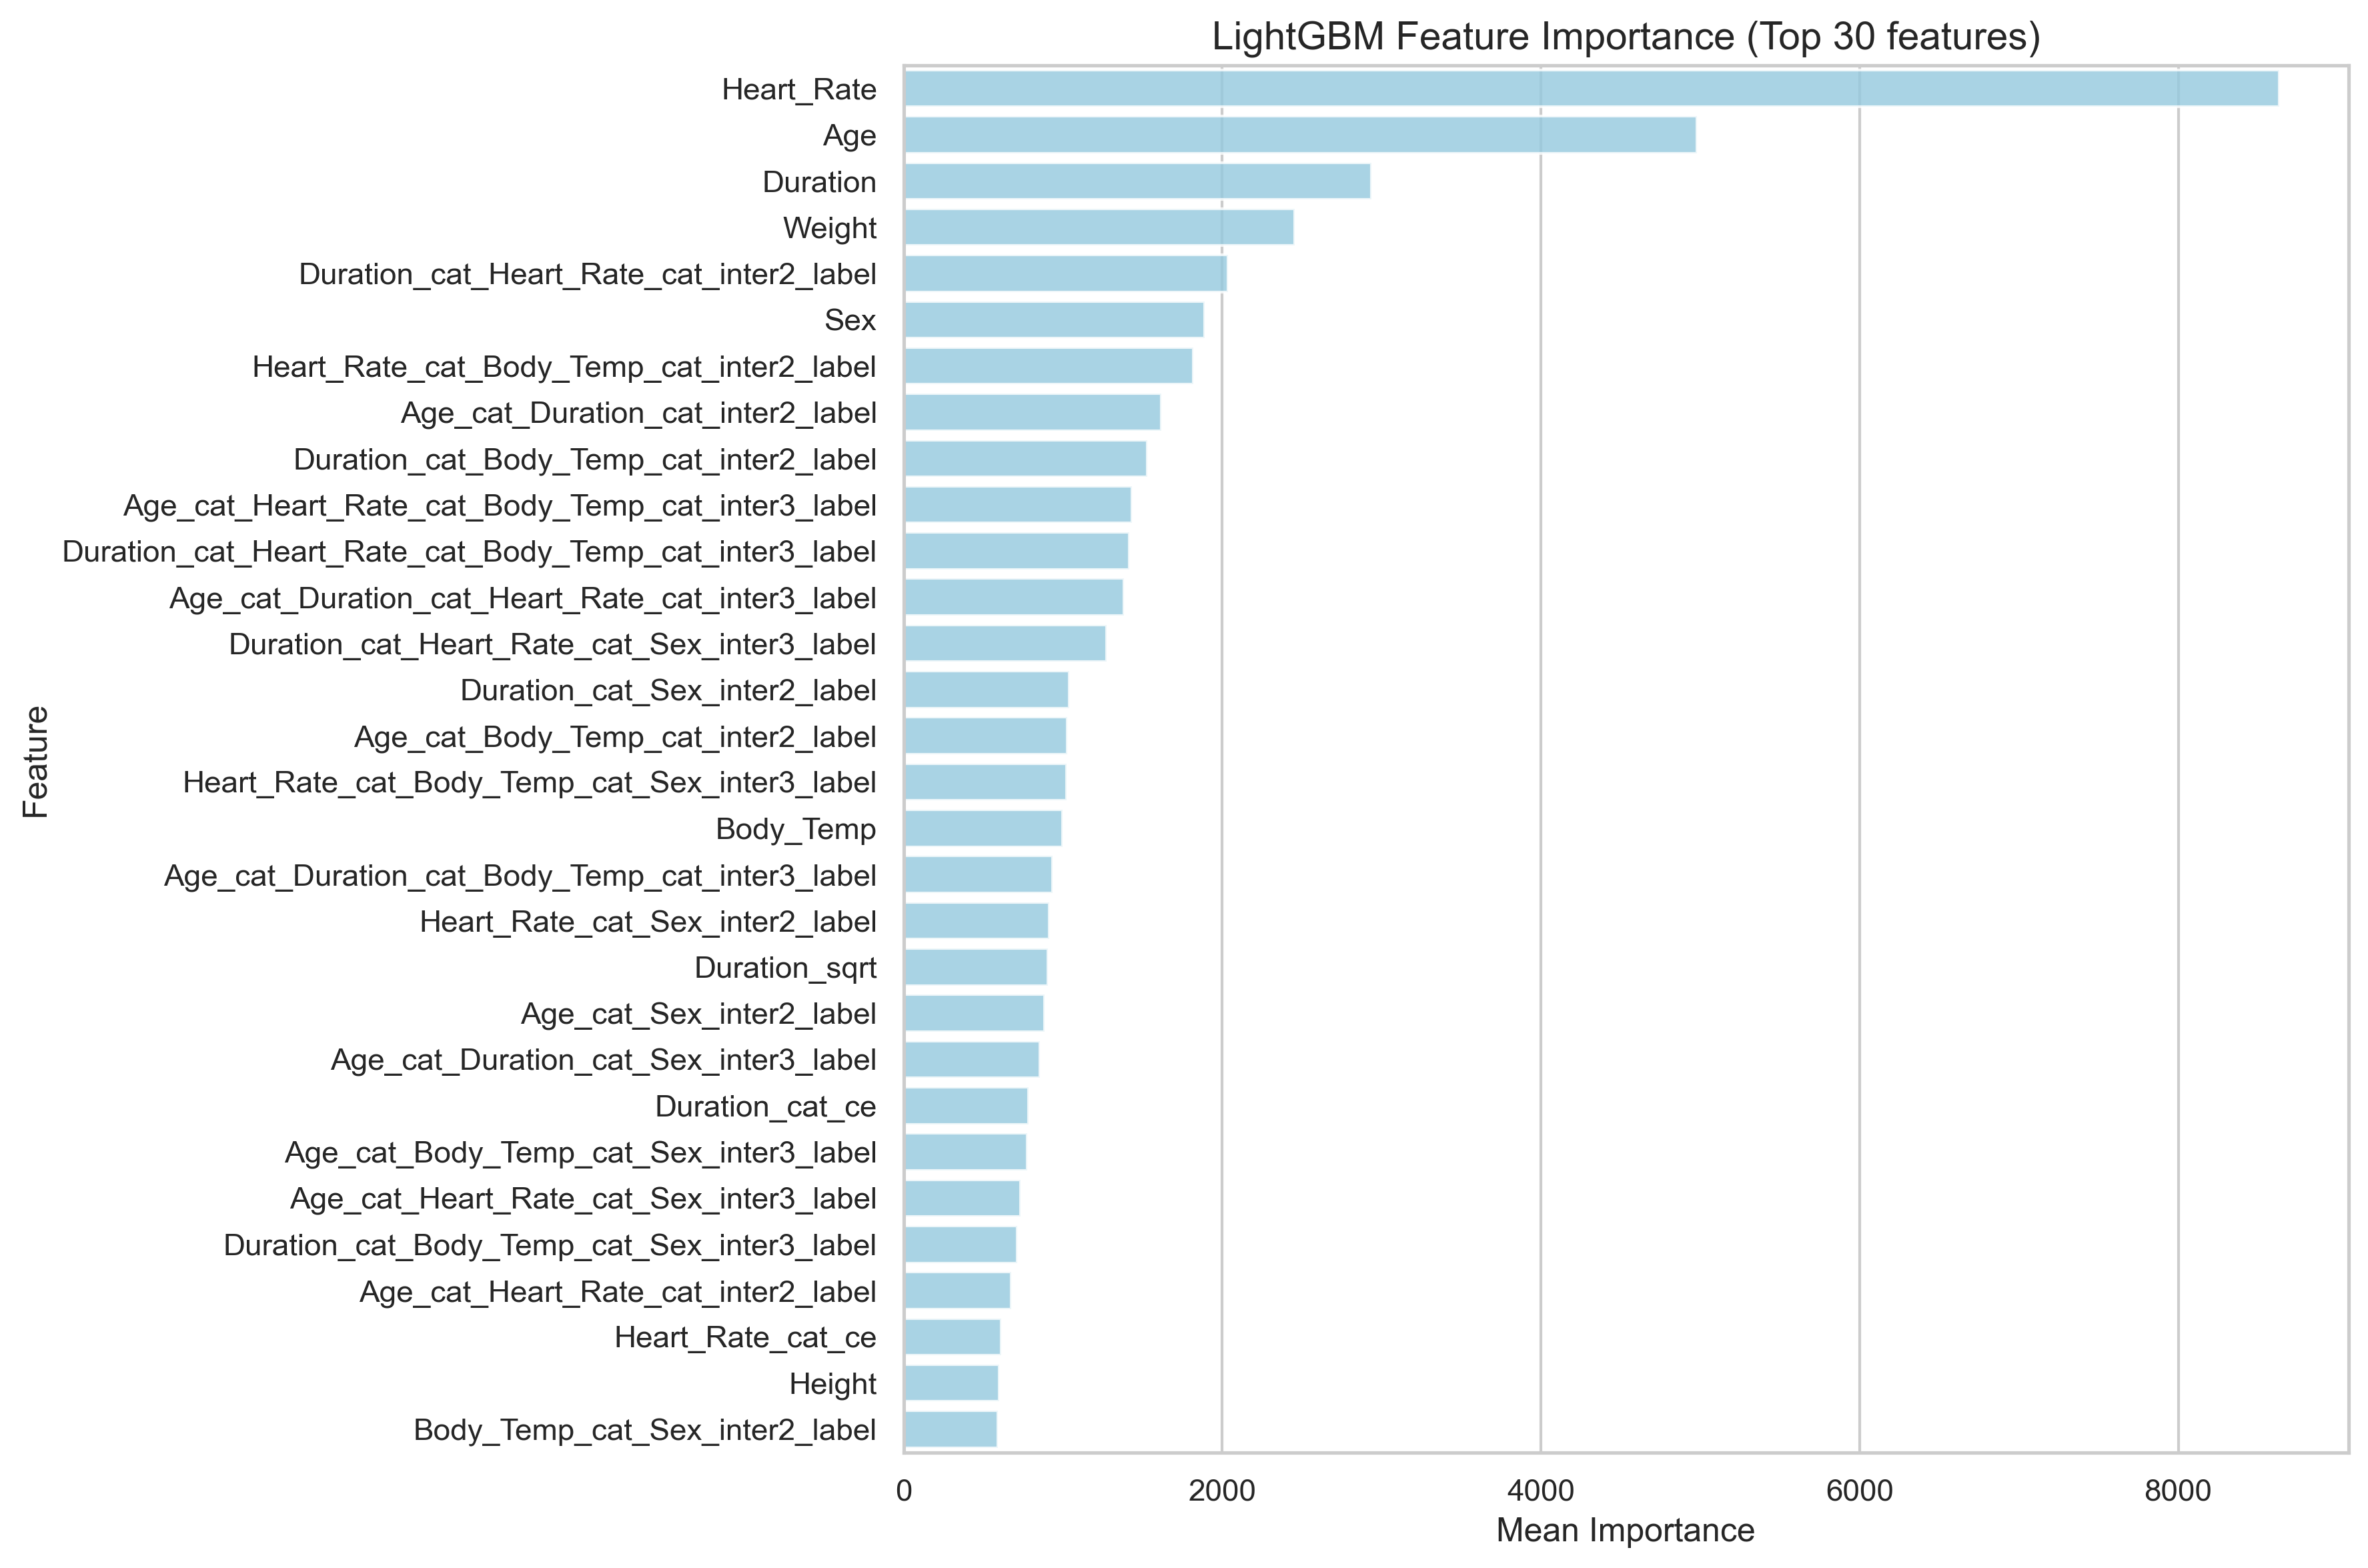 LightGBM Feature Importance (Top 30 features)
Heart_Rate
Age
Duration
Weight
Duration_cat_Heart_Rate_cat_inter2_label
Sex
Heart_Rate_cat_Body_Temp_cat_inter2_label
Age_cat_Duration_cat_inter2_label
Duration_cat_Body_Temp_cat_inter2_label
Age_cat_Heart_Rate_cat_Body_Temp_cat_inter3_label
Duration_cat_Heart_Rate_cat_Body_Temp_cat_inter3_label
Age_cat_Duration_cat_Heart_Rate_cat_inter3_label
Duration_cat_Heart_Rate_cat_Sex_inter3_label
Duration_cat_Sex_inter2_label
Age_cat_Body_Temp_cat_inter2_label
Heart_Rate_cat_Body_Temp_cat_Sex_inter3_label
Body_Temp
Age_cat_Duration_cat_Body_Temp_cat_inter3_label
Heart_Rate_cat_Sex_inter2_label
Duration_sqrt
Age_cat_Sex_inter2_label
Age_cat_Duration_cat_Sex_inter3_label
Duration_cat_ce
Age_cat_Body_Temp_cat_Sex_inter3_label
Age_cat_Heart_Rate_cat_Sex_inter3_label
Duration_cat_Body_Temp_cat_Sex_inter3_label
Age_cat_Heart_Rate_cat_inter2_label
Heart_Rate_cat_ce
Height
Body_Temp_cat_Sex_inter2_label
Feature
0 2000 4000 6000 8000
Mean Importance